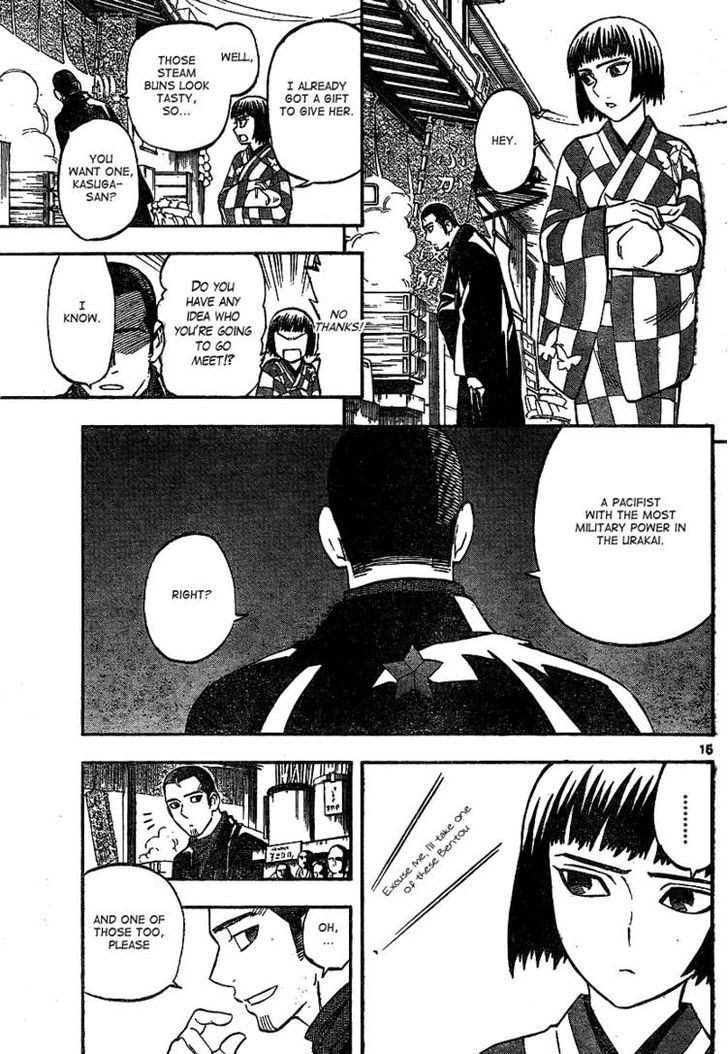 HEY.
ふか
I ALREADY
GOT A GIFT
TO GIVE HER.
WELL,
THOSE
STEAM
BUNS LOOK
TASTY,
SO...
YOU
WANT ONE,
KASUGA-
SAN?
NO
THANKS!
DO YOU
HAVE ANY
IDEA WHO
YOU'RE GOING
TO GO
MEET!?
I
KNOW.
A PACIFIST
WITH THE MOST
MILITARY POWER IN
THE URAKAI.
RIGHT?
15
.......
Excuse me, I'll take one
Of these Bentou
OH,
...
AND ONE OF
THOSE TOO,
PLEASE